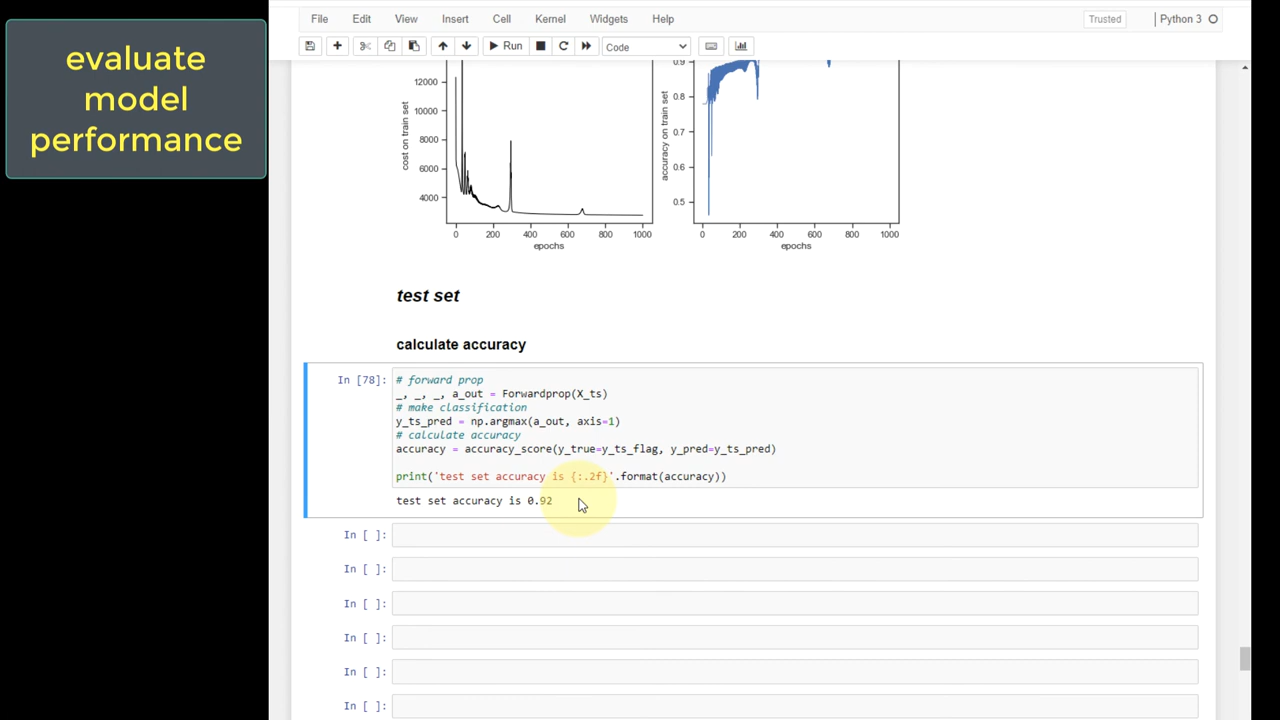 evaluate
model
performance
File Edit View Insert Cell Kernel Widgets Help Trusted Python 3
Run Code
12000
10000
8000
6000
4000
cost on train set
0 200 400 600 800 1000
epochs
0.9
0.8
0.7
0.6
0.5
accuracy on train set
0 200 400 600 800 1000
epochs
test set
calculate accuracy
In [78]:
# forward prop
_, _, _, a_out = Forwardprop(X_ts)
# make classification
y_ts_pred = np.argmax(a_out, axis=1)
# calculate accuracy
accuracy = accuracy_score(y_true=y_ts_flag, y_pred=y_ts_pred)
print('test set accuracy is {:.2f}'.format(accuracy))
test set accuracy is 0.92
In [ ]:
In [ ]:
In [ ]:
In [ ]:
In [ ]:
In [ ]: